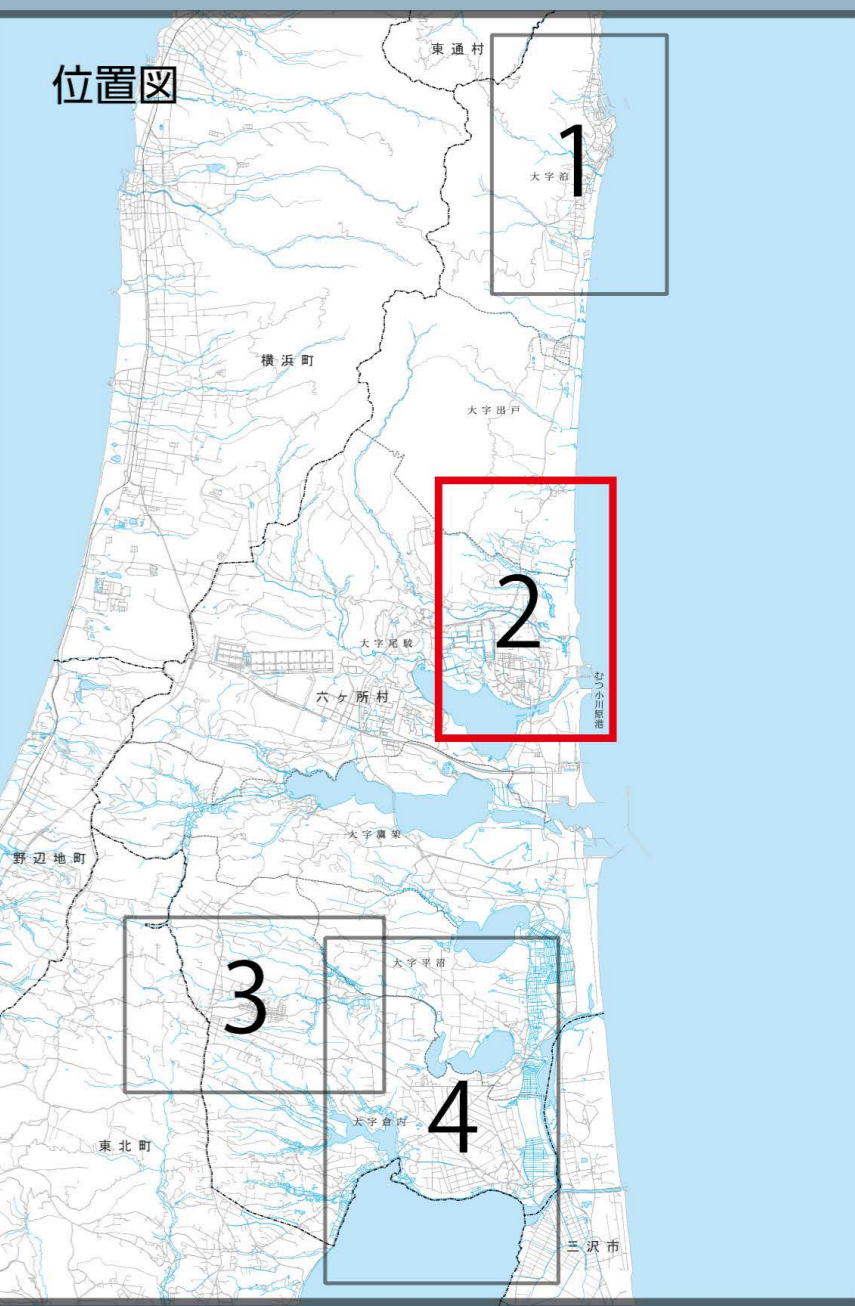 位置図
東通村
1
大字泊
横浜町
大字出戸
2
大字尾駮
六ヶ所村
むつ小川原港
大字鷹架
野辺地町
3
大字平沼
4
大字倉内
東北町
三沢市